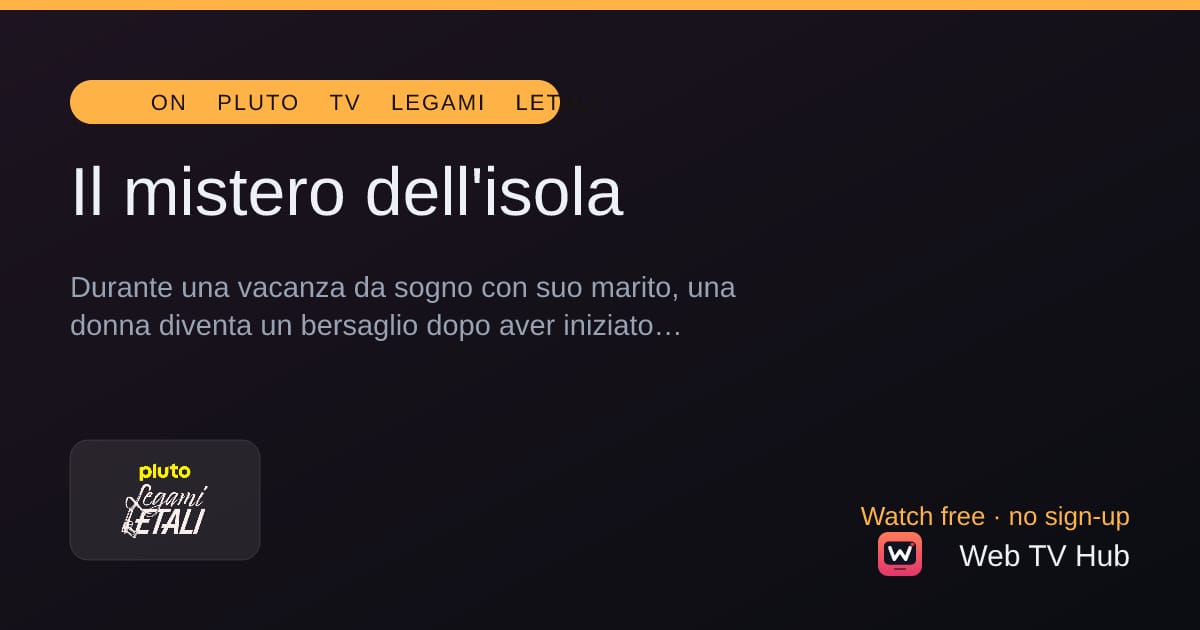 ON PLUTO TV LEGAMI LET
Il mistero dell'isola
Durante una vacanza da sogno con suo marito, una
donna diventa un bersaglio dopo aver iniziato…
pluto
Legami
LETALI
Watch free · no sign-up
W
Web TV Hub